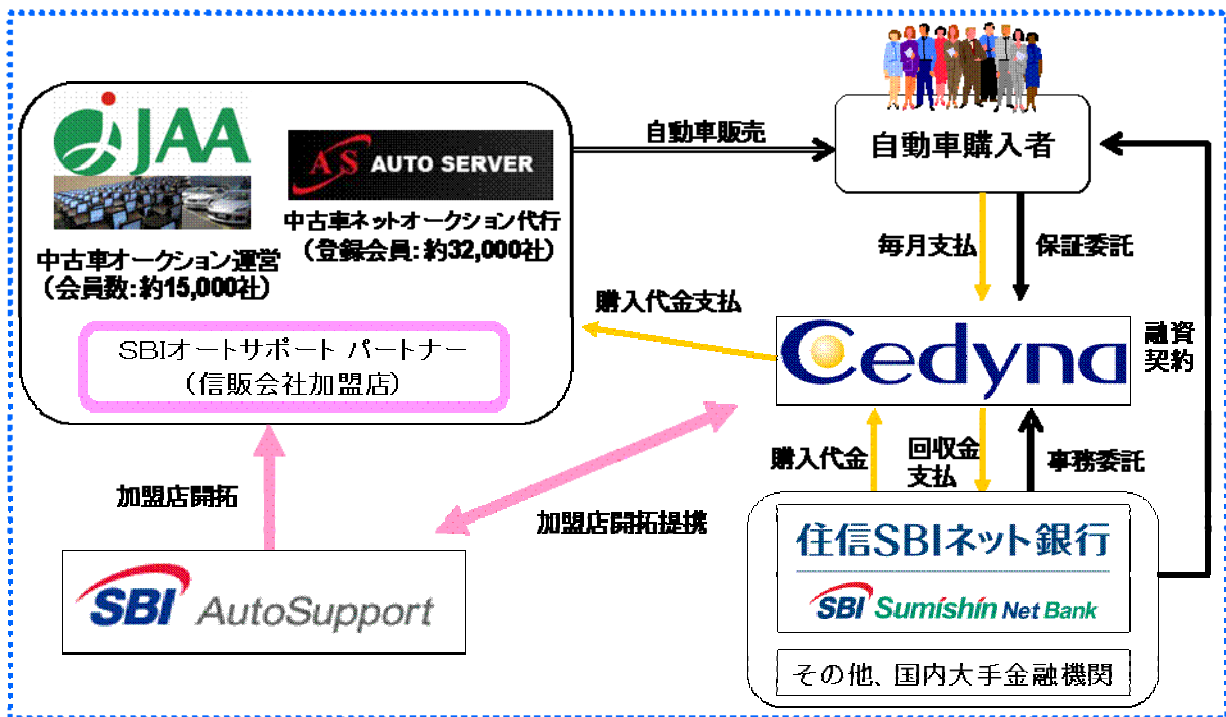 JAA
AS AUTO SERVER
中古車ネットオークション代行
（登録会員：約32,000社）
中古車オークション運営
（会員数：約15,000社）
SBIオートサポート パートナー
（信販会社加盟店）
自動車販売
自動車購入者
毎月支払
保証委託
購入代金支払
Cedyna
融資
契約
購入代金
回収金
支払
事務委託
加盟店開拓
加盟店開拓提携
SBI AutoSupport
住信SBIネット銀行
SBI Sumishin Net Bank
その他、国内大手金融機関